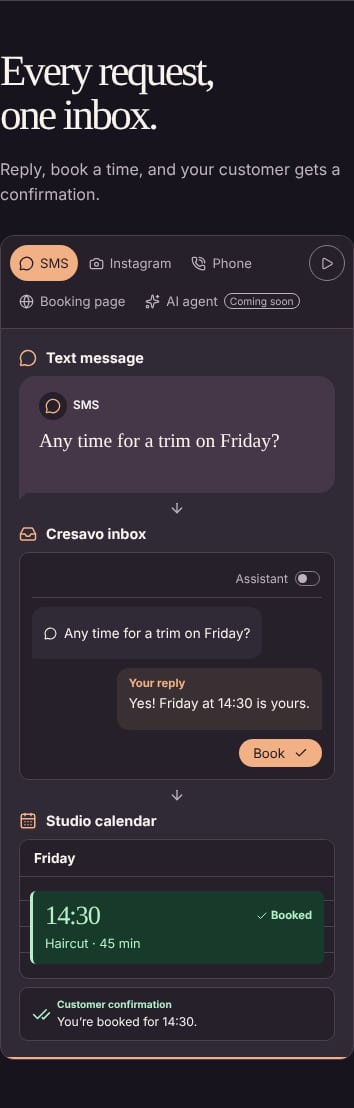 Every request,
one inbox.
Reply, book a time, and your customer gets a
confirmation.
SMS
Instagram
Phone
Booking page
AI agent
Coming soon
Text message
SMS
Any time for a trim on Friday?
Cresavo inbox
Assistant
Any time for a trim on Friday?
Your reply
Yes! Friday at 14:30 is yours.
Book
Studio calendar
Friday
14:30
Booked
Haircut · 45 min
Customer confirmation
You’re booked for 14:30.